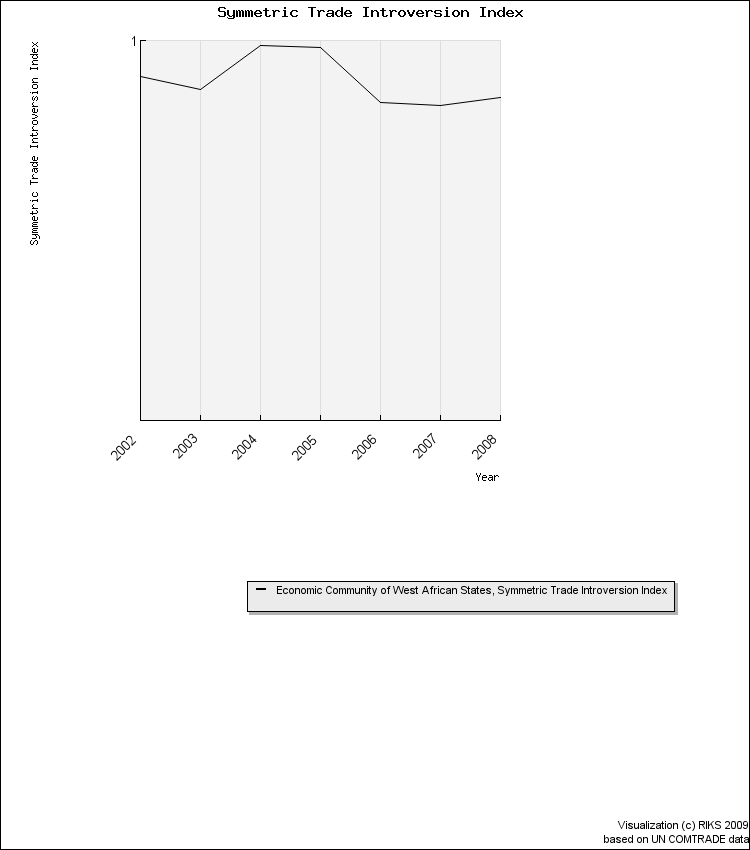 Symmetric Trade Introversion Index
Symmetric Trade Introversion Index
1
2002
2003
2004
2005
2006
2007
2008
Year
Economic Community of West African States, Symmetric Trade Introversion Index
Visualization (c) RIKS 2009
based on UN COMTRADE data